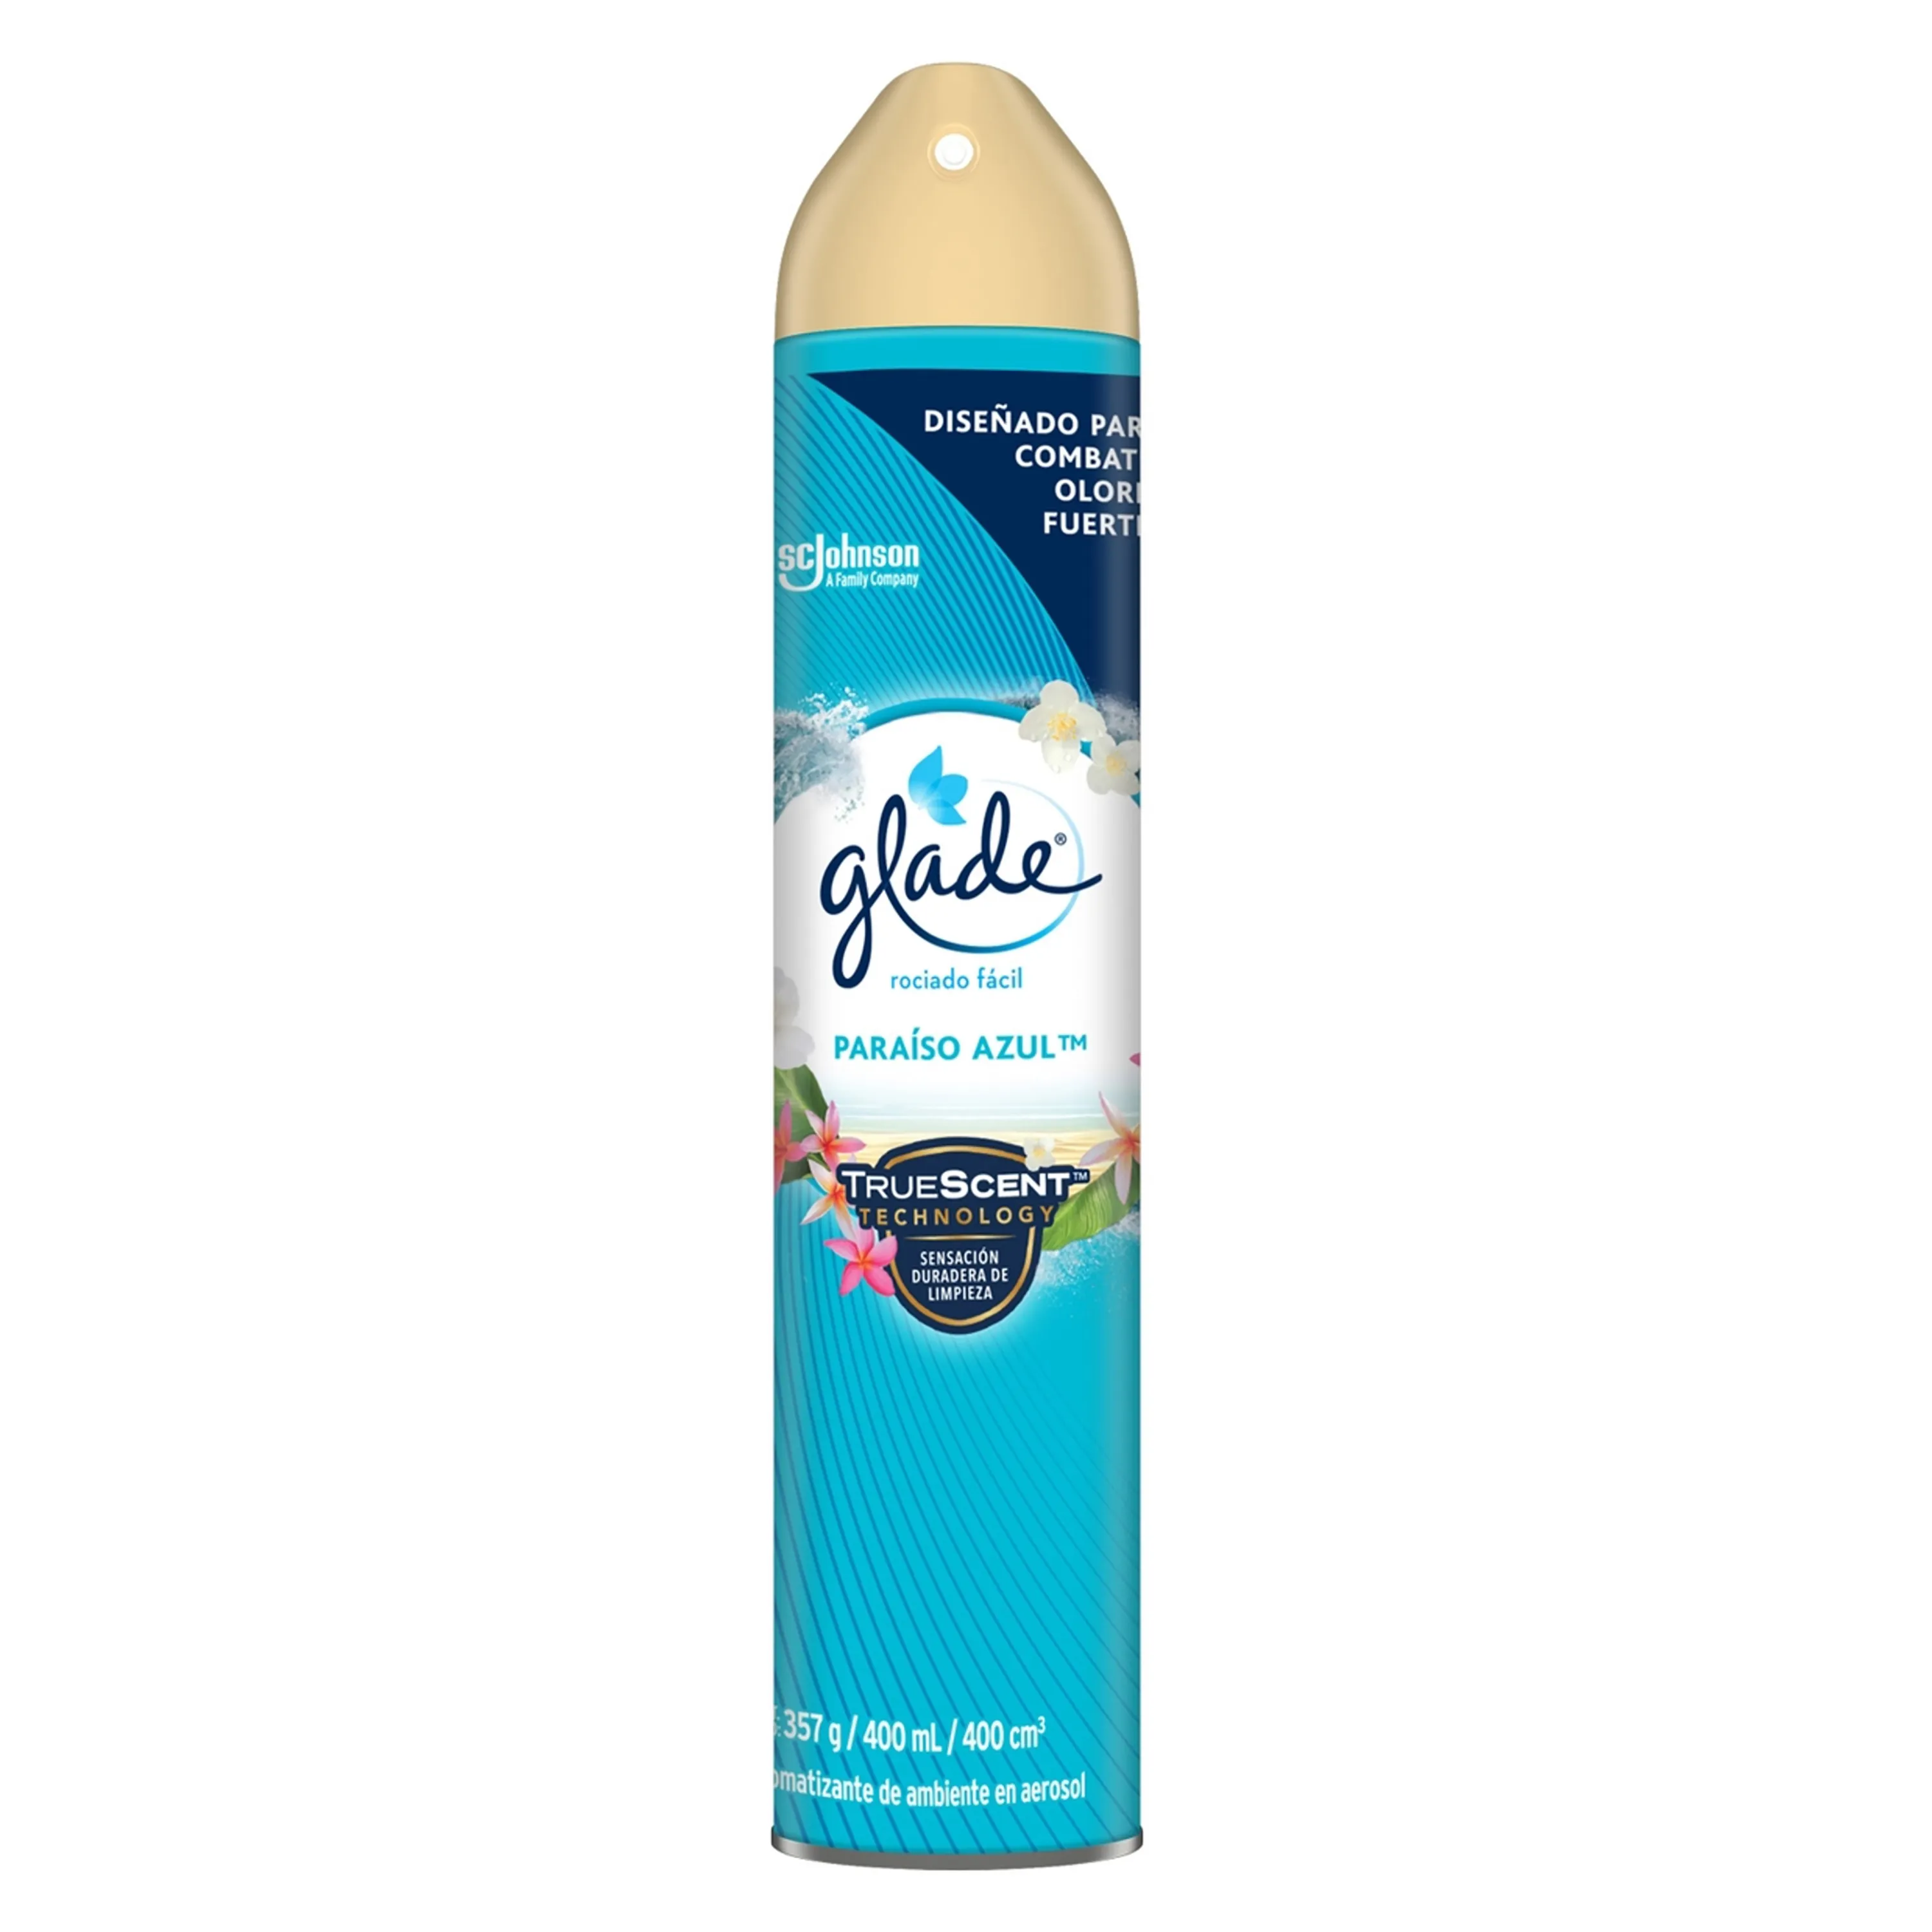 DISEÑADO PAR
COMBAT
OLOR
FUERT
SCJohnson
A Family Company
glade®
rociado fácil
PARAÍSO AZUL™
TRUESCENT™
TECHNOLOGY
SENSACIÓN
DURADERA DE
LIMPIEZA
357 g / 400 mL / 400 cm³
omatizante de ambiente en aerosol